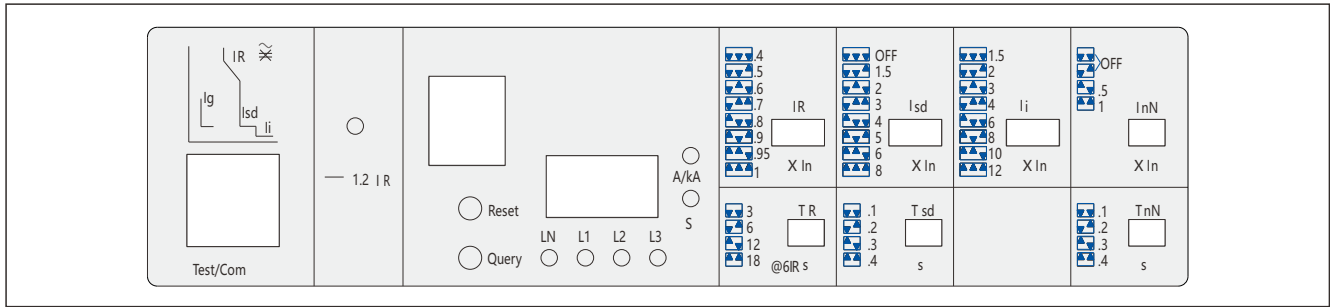 IR
Ig
Isd
Ii
Test/Com
1.2 IR
Reset
Query
LN L1 L2 L3
A/kA
S
.4
.5
.6
.7
.8
.9
.95
1
IR
X In
OFF
1.5
2
3
4
5
6
8
Isd
X In
1.5
2
3
4
6
8
10
12
Ii
X In
OFF
.5
1
InN
X In
3
6
12
18
TR
@6IR s
.1
.2
.3
.4
Tsd
s
.1
.2
.3
.4
TnN
s